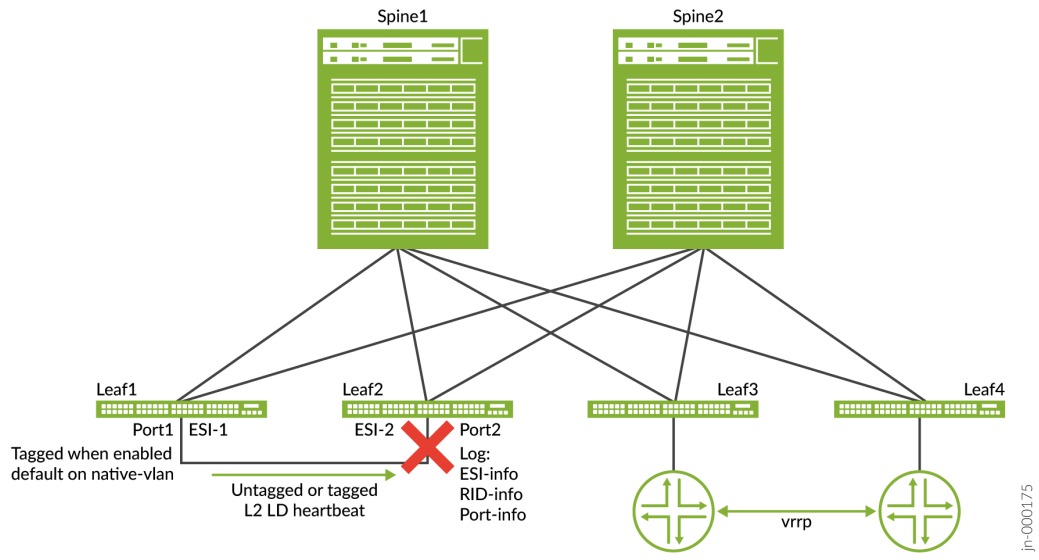 Spine1
Spine2
Leaf1
Leaf2
Leaf3
Leaf4
Port1
ESI-1
ESI-2
Port2
Tagged when enabled
default on native-vlan
Log:
ESI-info
RID-info
Port-info
Untagged or tagged
L2 LD heartbeat
vrrp
jn-000175